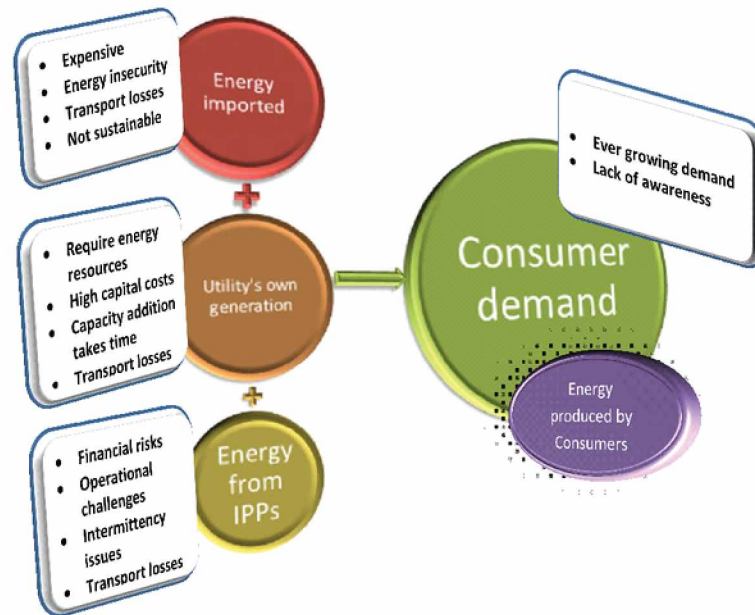 • Expensive
• Energy insecurity
• Transport losses
• Not sustainable
Energy
imported
+
• Require energy
resources
• High capital costs
• Capacity addition
takes time
• Transport losses
Utility's own
generation
+
• Financial risks
• Operational
challenges
• Intermittency
issues
• Transport losses
Energy
from
IPPs
• Ever growing demand
• Lack of awareness
Consumer
demand
Energy
produced by
Consumers